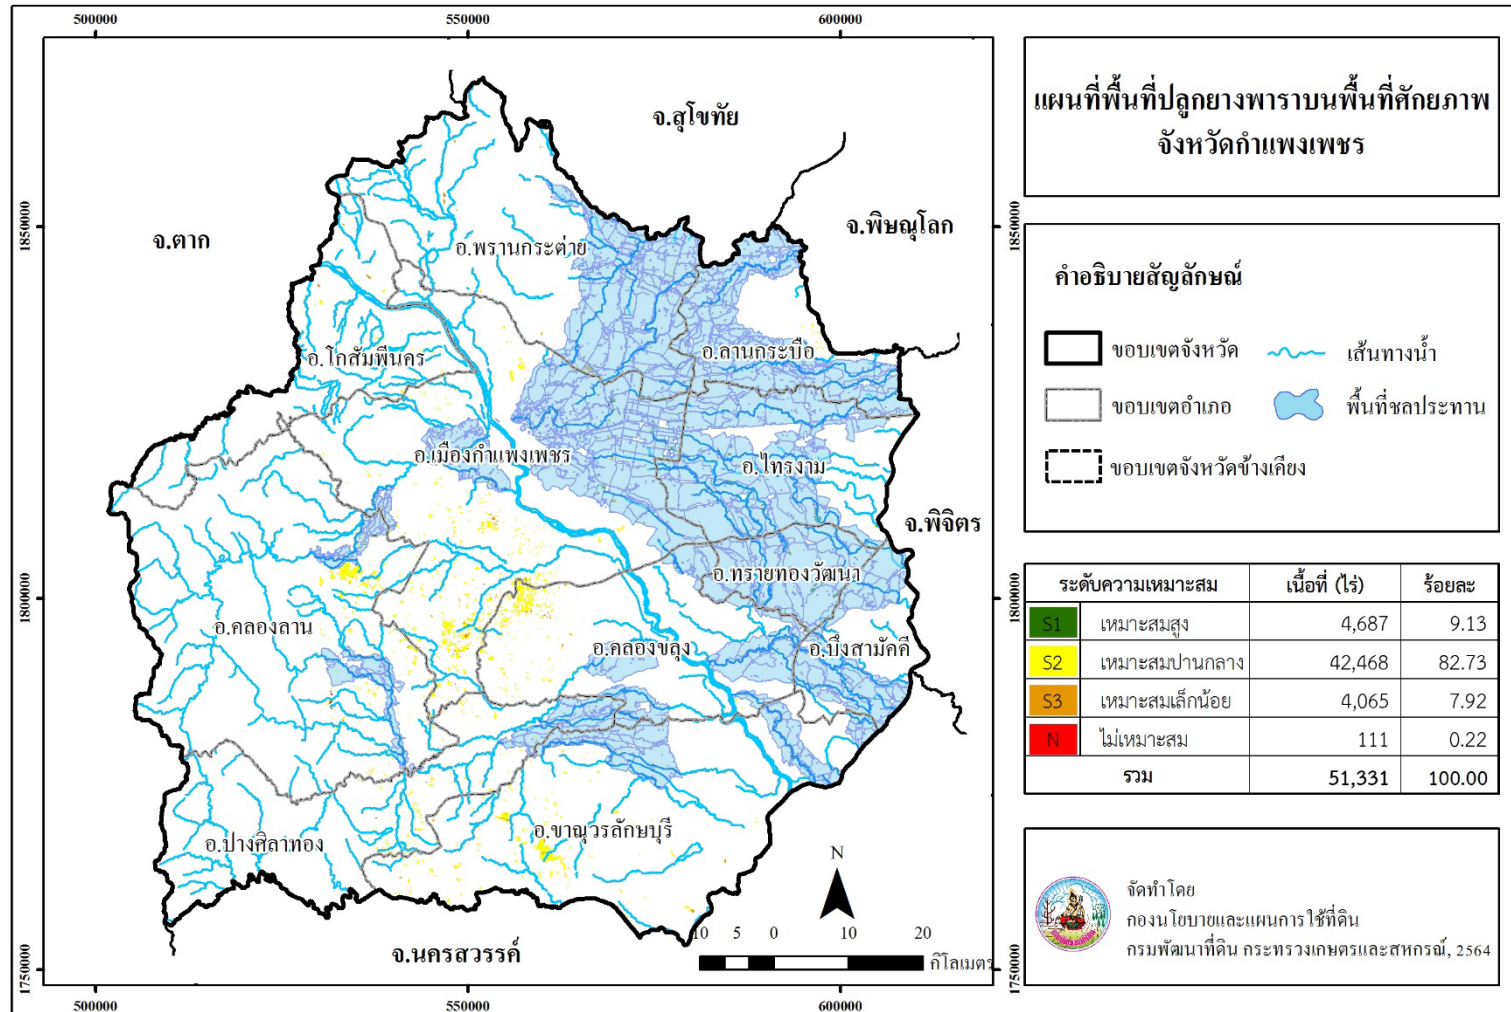 500000
550000
600000
แผนที่พื้นที่ปลูกยางพาราบนพื้นที่ศักยภาพ
จังหวัดกำแพงเพชร
จ.สุโขทัย
จ.ตาก
จ.พิษณุโลก
1850000
1850000
อ.พรานกระต่าย
อ.โกสัมพีนคร
อ.ลานกระบือ
อ.เมืองกำแพงเพชร
อ.ไทรงาม
จ.พิจิตร
อ.ทรายทองวัฒนา
1800000
1800000
อ.คลองลาน
อ.คลองขลุง
อ.บึงสามัคคี
อ.ปางศิลาทอง
อ.ขาณุวรลักษบุรี
จ.นครสวรรค์
N
10 5 0 10 20
กิโลเมตร
1750000
1750000
500000
550000
600000
คำอธิบายสัญลักษณ์
ขอบเขตจังหวัด
เส้นทางน้ำ
ขอบเขตอำเภอ
พื้นที่ชลประทาน
ขอบเขตจังหวัดข้างเคียง
ระดับความเหมาะสม เนื้อที่ (ไร่) ร้อยละ
S1 เหมาะสมสูง 4,687 9.13
S2 เหมาะสมปานกลาง 42,468 82.73
S3 เหมาะสมเล็กน้อย 4,065 7.92
N ไม่เหมาะสม 111 0.22
รวม 51,331 100.00
จัดทำโดย
กองนโยบายและแผนการใช้ที่ดิน
กรมพัฒนาที่ดิน กระทรวงเกษตรและสหกรณ์, 2564